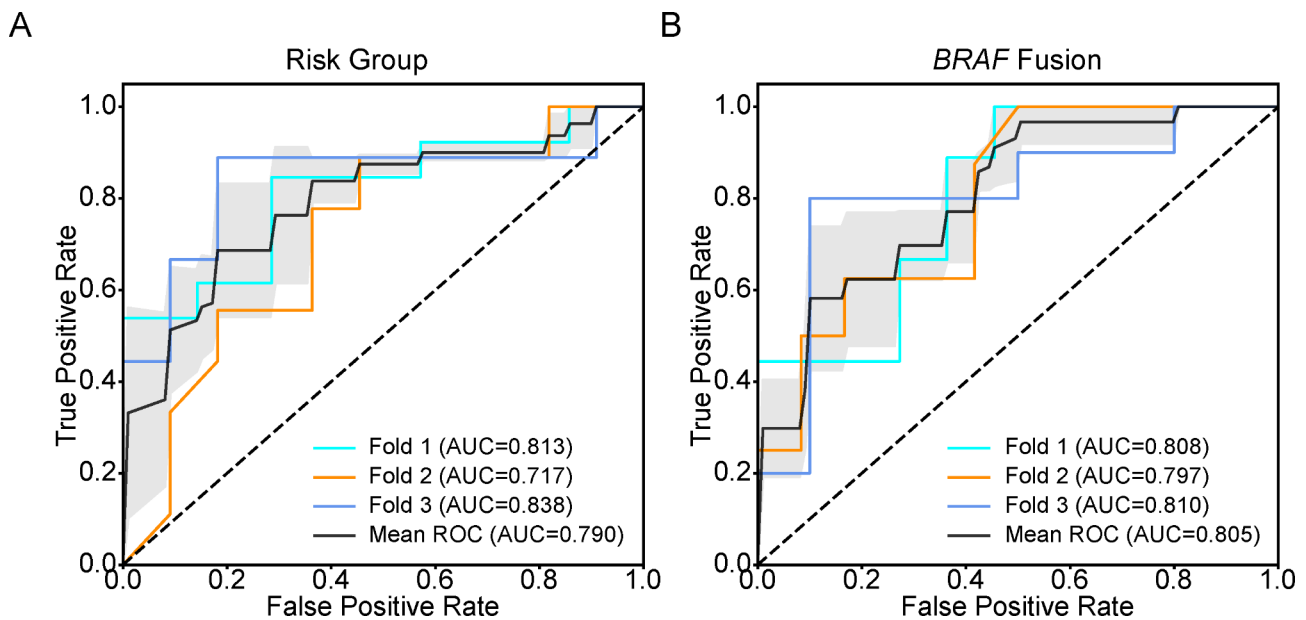 A
Risk Group
True Positive Rate
1.0
0.8
0.6
0.4
0.2
0.0
Fold 1 (AUC=0.813)
Fold 2 (AUC=0.717)
Fold 3 (AUC=0.838)
Mean ROC (AUC=0.790)
0.0 0.2 0.4 0.6 0.8 1.0
False Positive Rate
B
BRAF Fusion
True Positive Rate
1.0
0.8
0.6
0.4
0.2
0.0
Fold 1 (AUC=0.808)
Fold 2 (AUC=0.797)
Fold 3 (AUC=0.810)
Mean ROC (AUC=0.805)
0.0 0.2 0.4 0.6 0.8 1.0
False Positive Rate